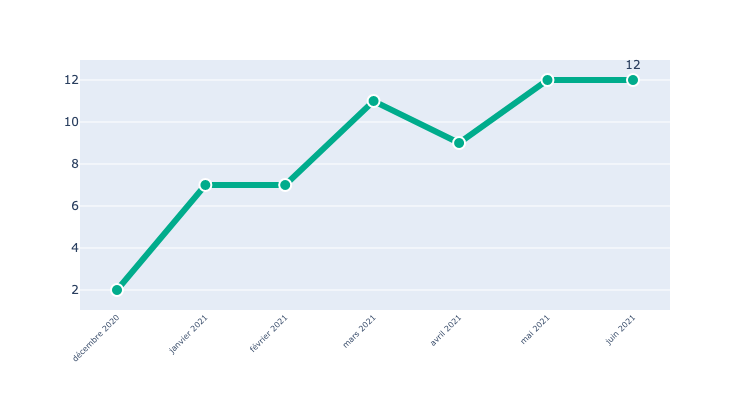 12
12
10
8
6
4
2
décembre 2020
janvier 2021
février 2021
mars 2021
avril 2021
mai 2021
juin 2021